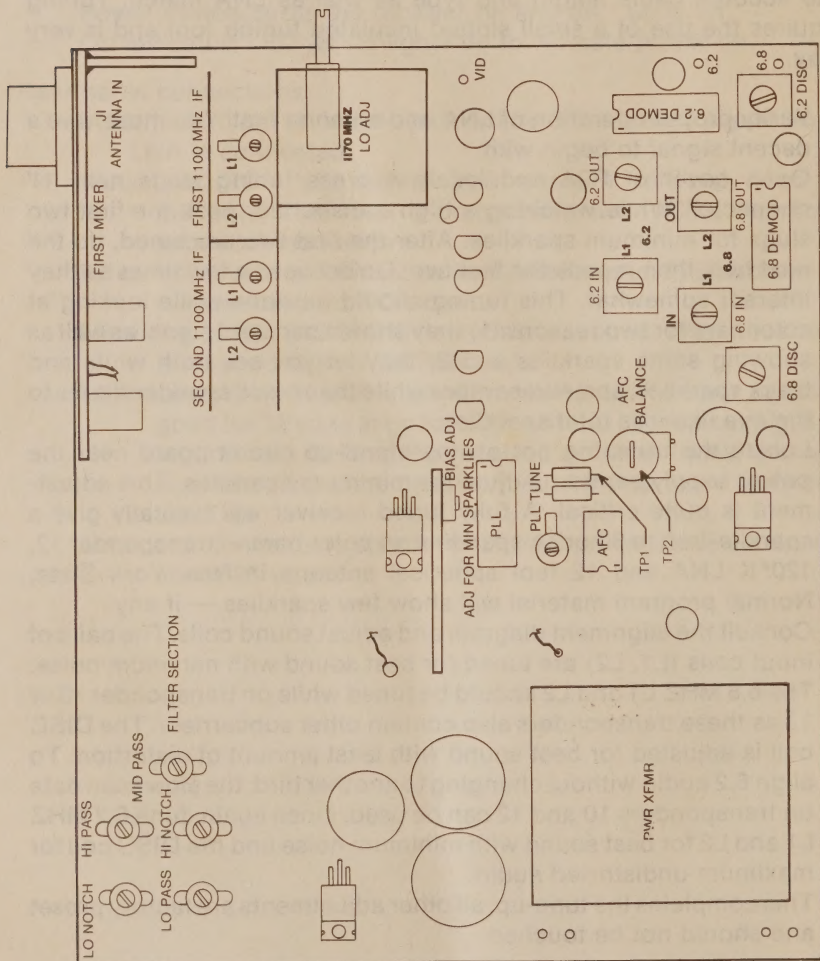 J1
ANTENNA IN
FIRST MIXER
SECOND 1100 MHz IF
FIRST 1100 MHz IF
L2
L1
L2
L1
1170 MHZ
LO ADJ
LO NOTCH
HI PASS
MID PASS
LO PASS
HI NOTCH
FILTER SECTION
BIAS ADJ
ADJ FOR MIN SPARKLIES
PLL
PLL TUNE
AFC
TP1
TP2
AFC
BALANCE
VID
6.2 IN
6.2 OUT
L1
L2
6.2
6.2 DEMOD
6.2
6.8
6.2 DISC
IN
OUT
L1
L2
6.8
6.8 IN
6.8 OUT
6.8 DEMOD
6.8 DISC
PWR XFMR